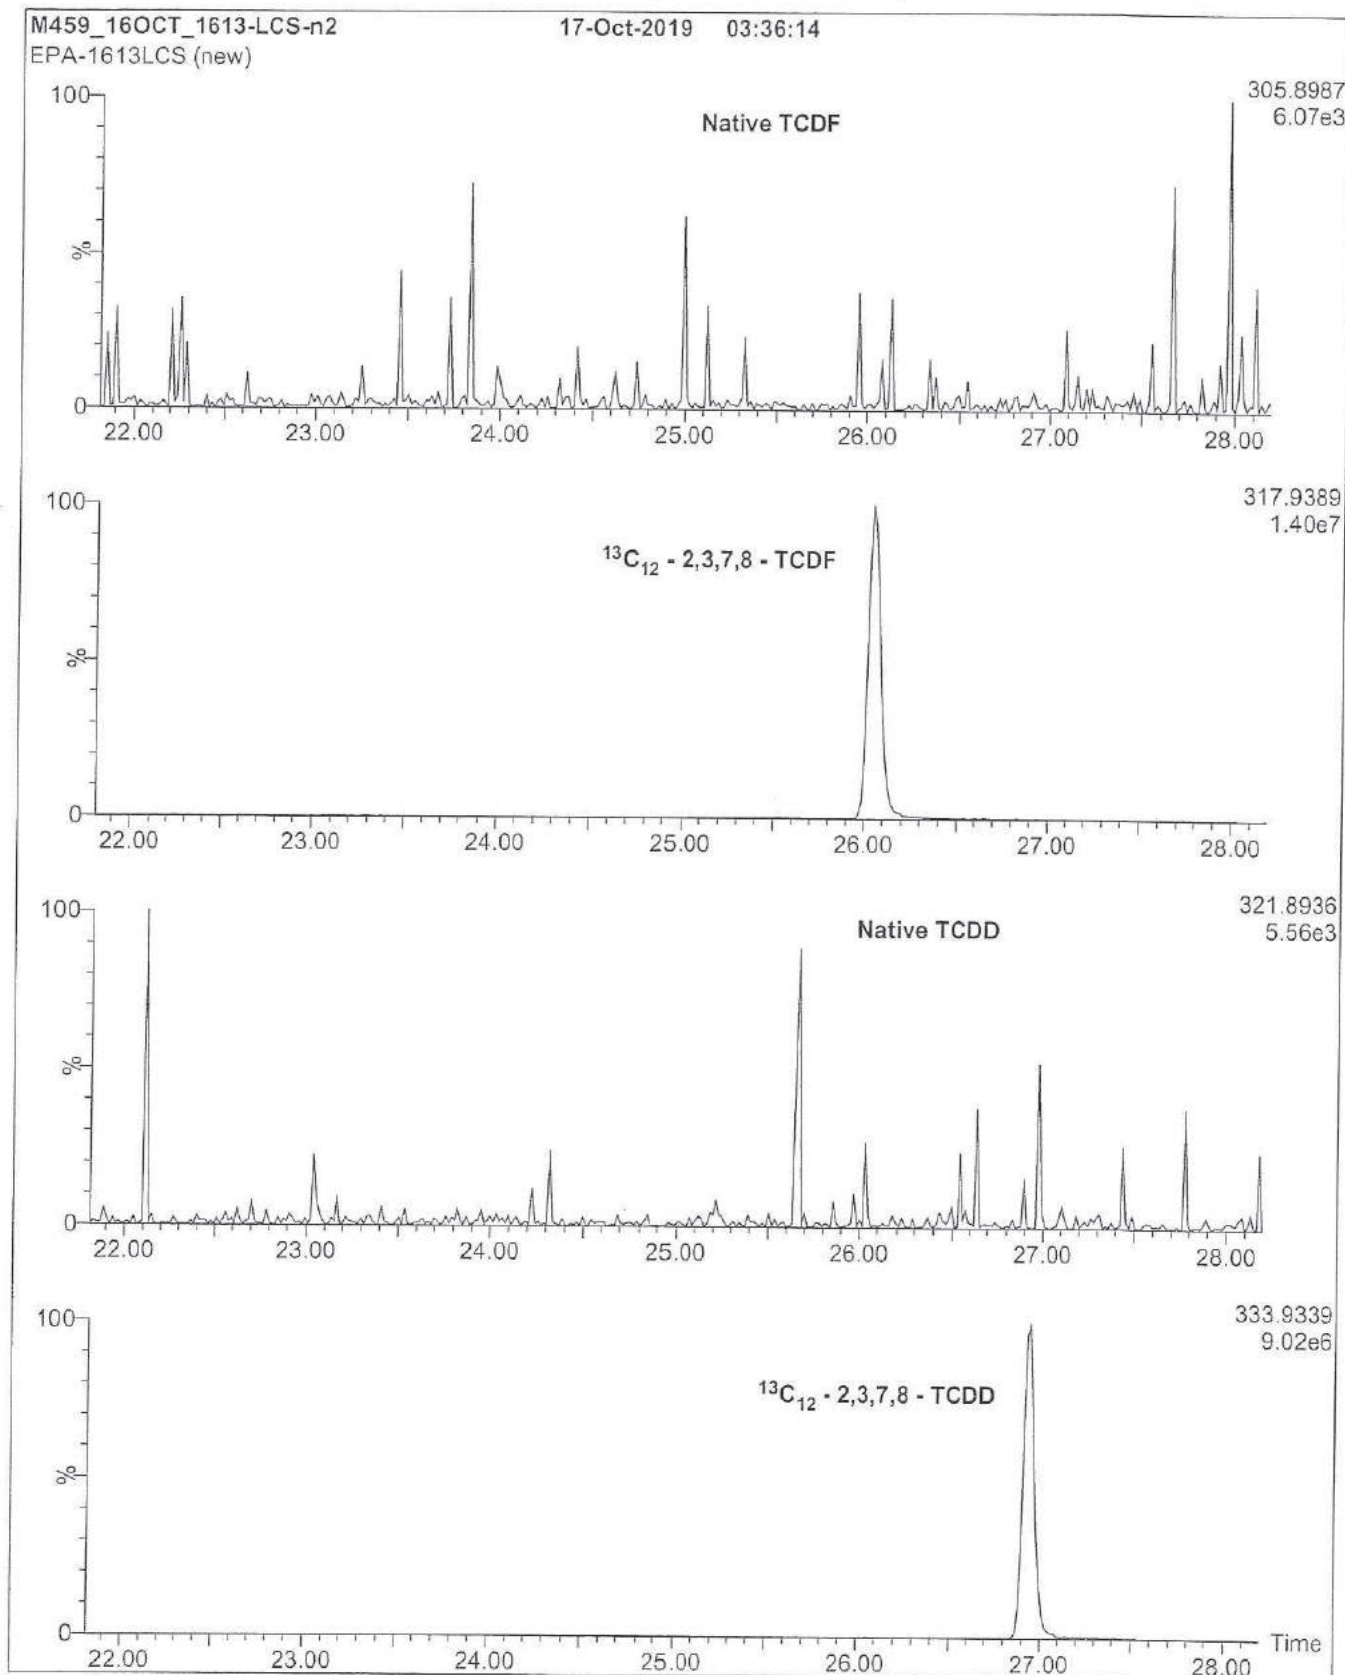 M459_16OCT_1613-LCS-n2 17-Oct-2019 03:36:14
EPA-1613LCS (new)
305.8987
6.07e3
100
Native TCDF
%
0
22.00 23.00 24.00 25.00 26.00 27.00 28.00
317.9389
1.40e7
100
¹³C₁₂ - 2,3,7,8 - TCDF
%
0
22.00 23.00 24.00 25.00 26.00 27.00 28.00
321.8936
5.56e3
100
Native TCDD
%
0
22.00 23.00 24.00 25.00 26.00 27.00 28.00
333.9339
9.02e6
100
¹³C₁₂ - 2,3,7,8 - TCDD
%
0
22.00 23.00 24.00 25.00 26.00 27.00 28.00 Time